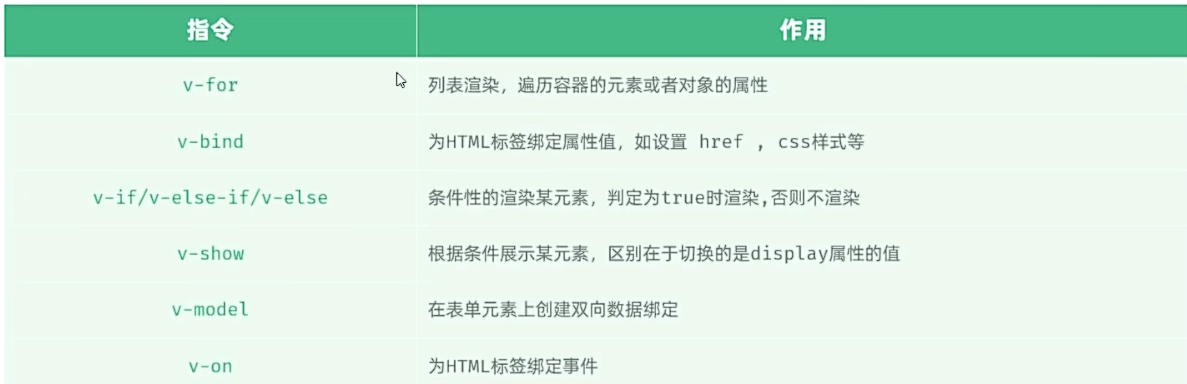 指令 作用
v-for 列表渲染，遍历容器的元素或者对象的属性
v-bind 为HTML标签绑定属性值，如设置 href , css样式等
v-if/v-else-if/v-else 条件性的渲染某元素，判定为true时渲染,否则不渲染
v-show 根据条件展示某元素，区别在于切换的是display属性的值
v-model 在表单元素上创建双向数据绑定
v-on 为HTML标签绑定事件